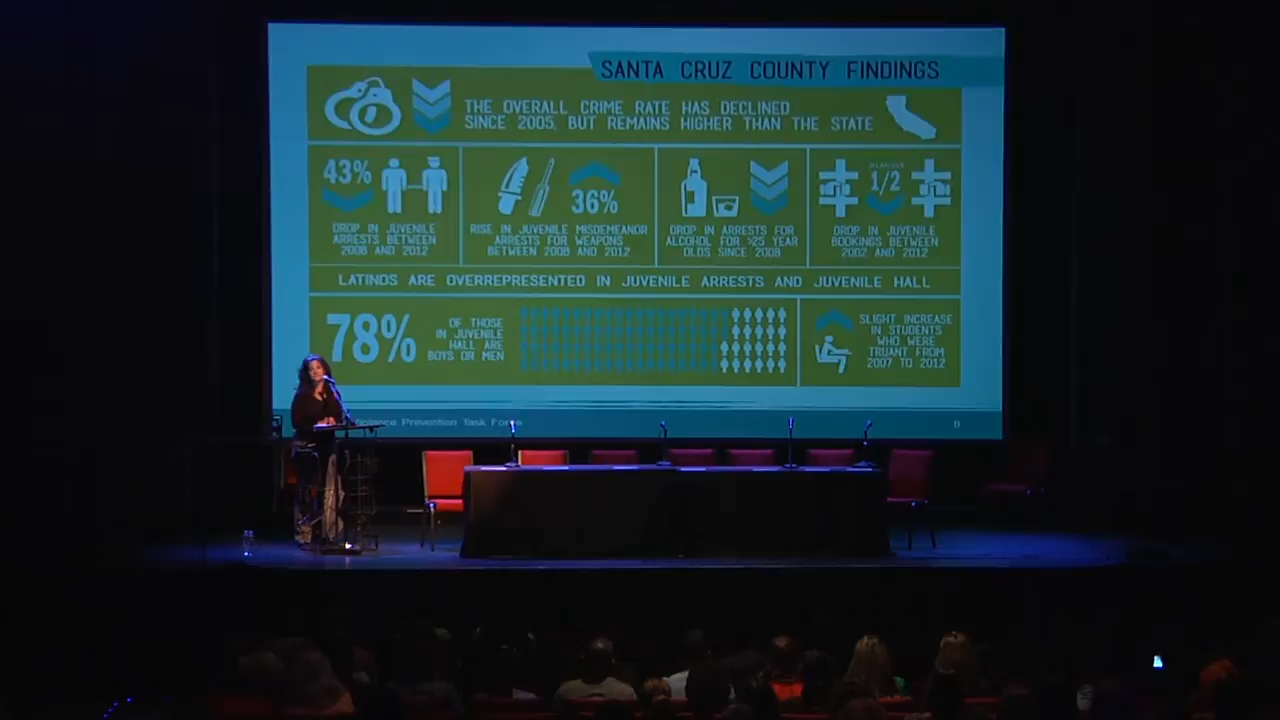 SANTA CRUZ COUNTY FINDINGS
THE OVERALL CRIME RATE HAS DECLINED
SINCE 2005, BUT REMAINS HIGHER THAN THE STATE
43%
DROP IN JUVENILE
ARRESTS BETWEEN
2008 AND 2012
36%
RISE IN JUVENILE MISDEMEANOR
ARRESTS FOR WEAPONS
BETWEEN 2008 AND 2012
DROP IN ARRESTS FOR
ALCOHOL FOR >25 YEAR
OLDS SINCE 2008
1/2
DROP IN JUVENILE
BOOKINGS BETWEEN
2002 AND 2012
LATINOS ARE OVERREPRESENTED IN JUVENILE ARRESTS AND JUVENILE HALL
78%
OF THOSE
IN JUVENILE
HALL ARE
BOYS OR MEN
SLIGHT INCREASE
IN STUDENTS
WHO WERE
TRUANT FROM
2007 TO 2012
Prevention Task Force